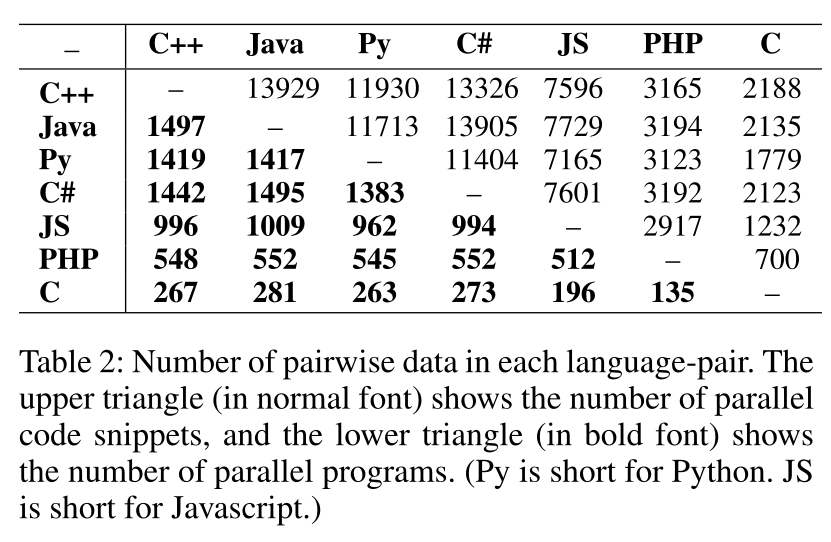 – C++ Java Py C# JS PHP C
C++ – 13929 11930 13326 7596 3165 2188
Java 1497 – 11713 13905 7729 3194 2135
Py 1419 1417 – 11404 7165 3123 1779
C# 1442 1495 1383 – 7601 3192 2123
JS 996 1009 962 994 – 2917 1232
PHP 548 552 545 552 512 – 700
C 267 281 263 273 196 135 –
Table 2: Number of pairwise data in each language-pair. The
upper triangle (in normal font) shows the number of parallel
code snippets, and the lower triangle (in bold font) shows
the number of parallel programs. (Py is short for Python. JS
is short for Javascript.)